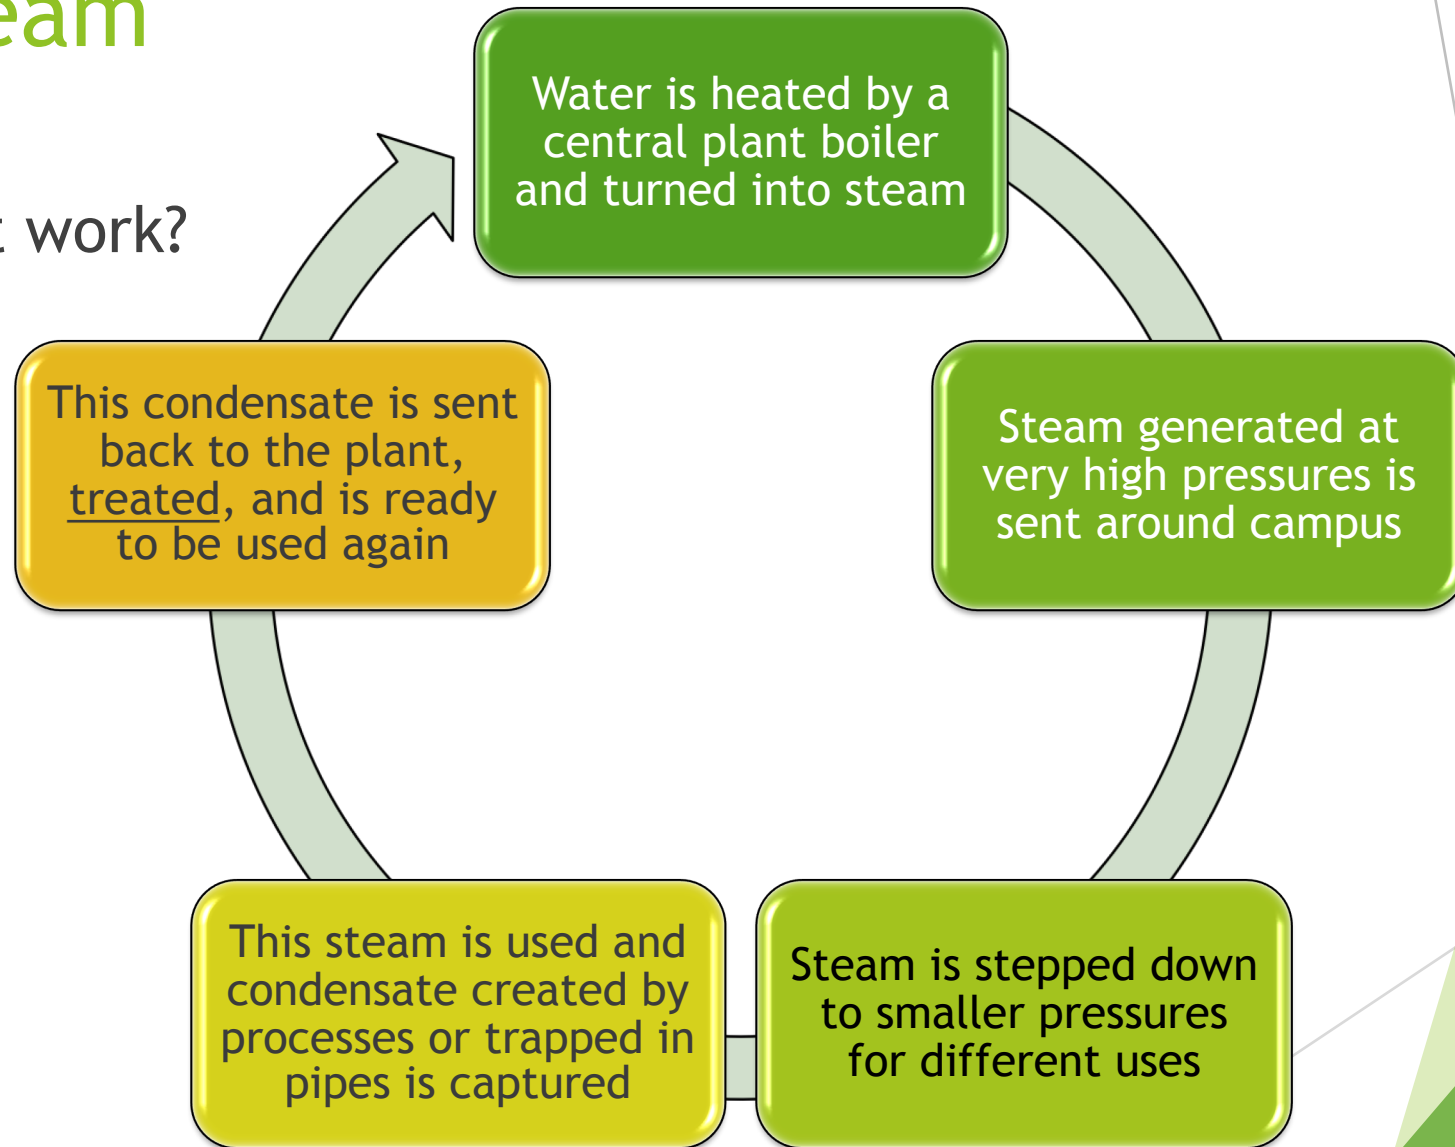 eam
t work?
Water is heated by a
central plant boiler
and turned into steam
Steam generated at
very high pressures is
sent around campus
Steam is stepped down
to smaller pressures
for different uses
This steam is used and
condensate created by
processes or trapped in
pipes is captured
This condensate is sent
back to the plant,
treated, and is ready
to be used again